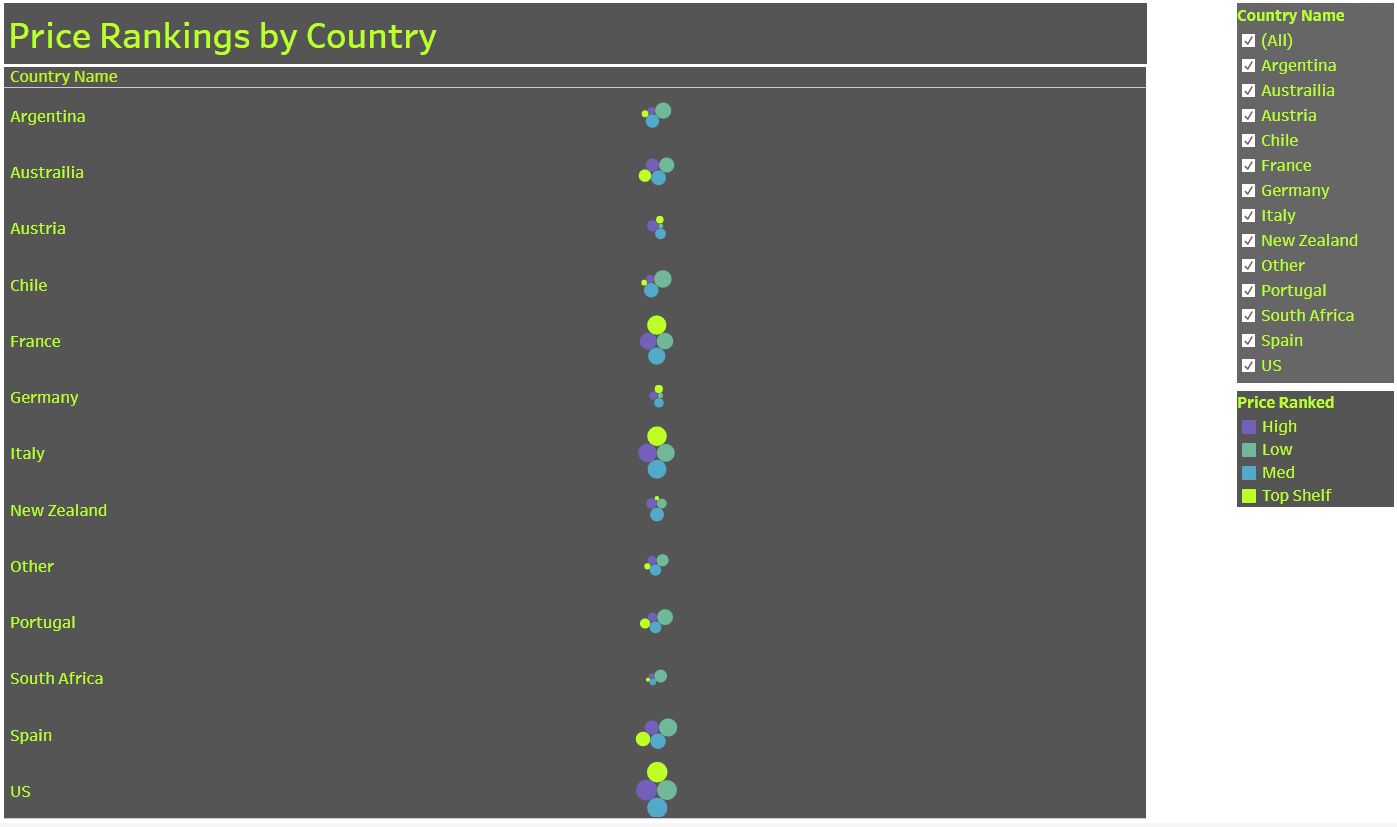 Price Rankings by Country
Country Name
Argentina
Austrailia
Austria
Chile
France
Germany
Italy
New Zealand
Other
Portugal
South Africa
Spain
US
Country Name
(All)
Argentina
Austrailia
Austria
Chile
France
Germany
Italy
New Zealand
Other
Portugal
South Africa
Spain
US
Price Ranked
High
Low
Med
Top Shelf